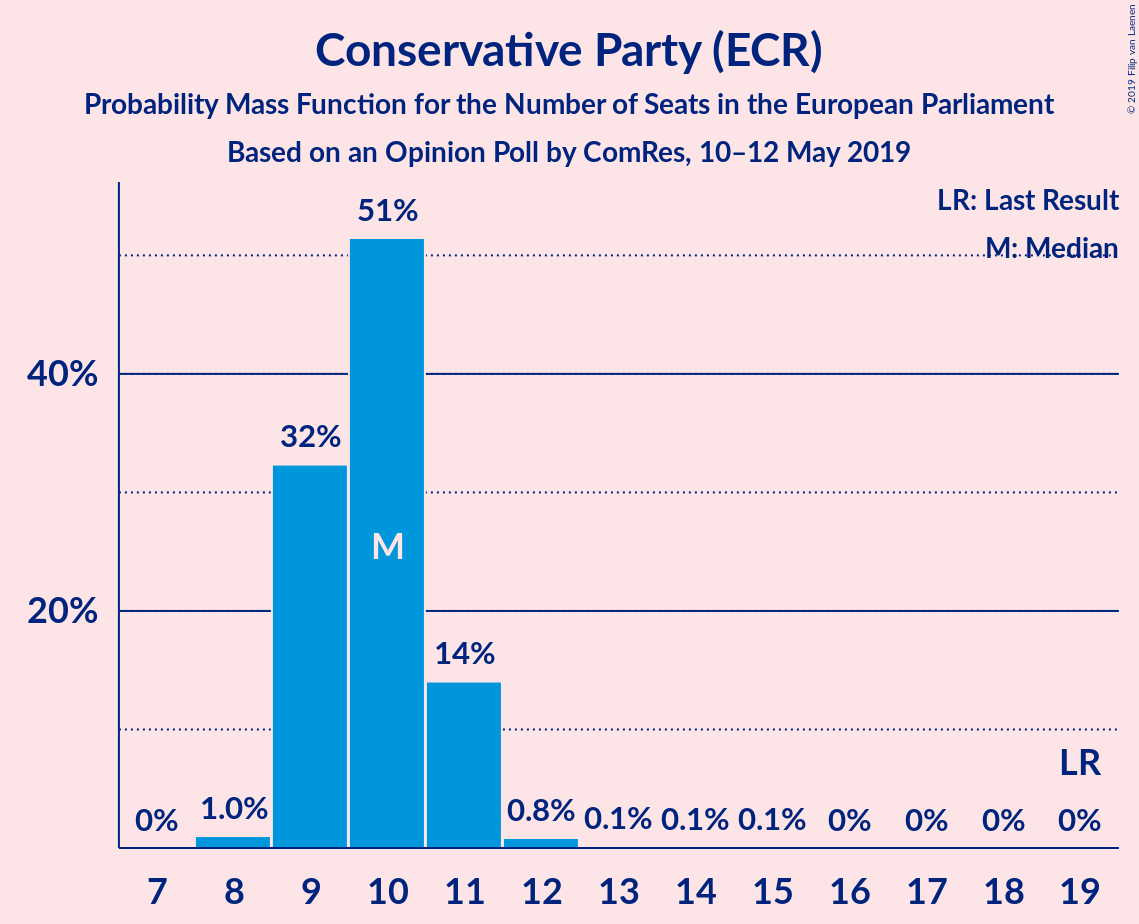 Conservative Party (ECR)
Probability Mass Function for the Number of Seats in the European Parliament
Based on an Opinion Poll by ComRes, 10–12 May 2019
© 2019 Filip van Laenen
LR: Last Result
M: Median
51%
40%
32%
M
20%
14%
LR
0% 1.0% 0.8% 0.1% 0.1% 0.1% 0% 0% 0% 0%
7 8 9 10 11 12 13 14 15 16 17 18 19